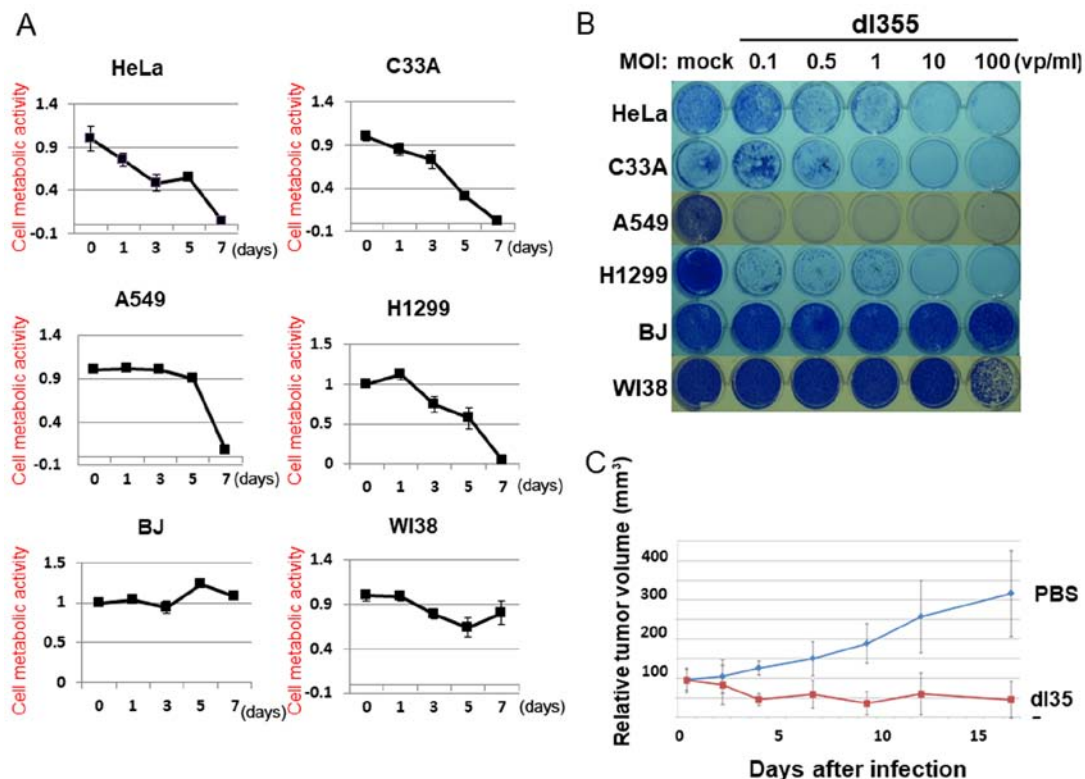 A
HeLa
Cell metabolic activity
1.4
0.9
0.4
-0.1
0 1 3 5 7 (days)
C33A
Cell metabolic activity
1.4
0.9
0.4
-0.1
0 1 3 5 7 (days)
A549
Cell metabolic activity
1.4
0.9
0.4
-0.1
0 1 3 5 7 (days)
H1299
Cell metabolic activity
1.5
1
0.5
0
0 1 3 5 7 (days)
BJ
Cell metabolic activity
1.5
1
0.5
0
0 1 3 5 7 (days)
WI38
Cell metabolic activity
1.4
0.9
0.4
-0.1
0 1 3 5 7 (days)
B
dl355
MOI: mock 0.1 0.5 1 10 100 (vp/ml)
HeLa
C33A
A549
H1299
BJ
WI38
C
Relative tumor volume (mm³)
400
300
200
100
PBS
dl35
0 5 10 15
Days after infection